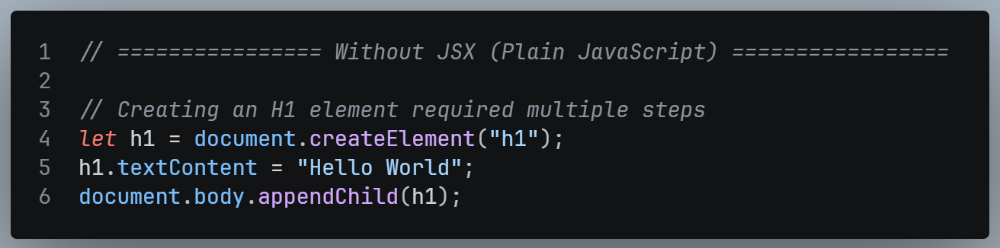 1 // ================ Without JSX (Plain JavaScript) =================
2
3 // Creating an H1 element required multiple steps
4 let h1 = document.createElement("h1");
5 h1.textContent = "Hello World";
6 document.body.appendChild(h1);